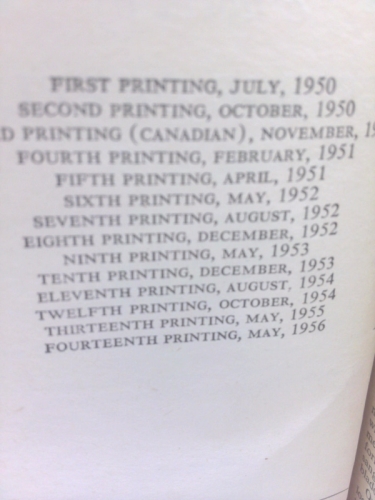 FIRST PRINTING, JULY, 1950
SECOND PRINTING, OCTOBER, 1950
D PRINTING (CANADIAN), NOVEMBER, 19
FOURTH PRINTING, FEBRUARY, 1951
FIFTH PRINTING, APRIL, 1951
SIXTH PRINTING, MAY, 1952
SEVENTH PRINTING, AUGUST, 1952
EIGHTH PRINTING, DECEMBER, 1952
NINTH PRINTING, MAY, 1953
TENTH PRINTING, DECEMBER, 1953
ELEVENTH PRINTING, AUGUST, 1954
TWELFTH PRINTING, OCTOBER, 1954
THIRTEENTH PRINTING, MAY, 1955
FOURTEENTH PRINTING, MAY, 1956